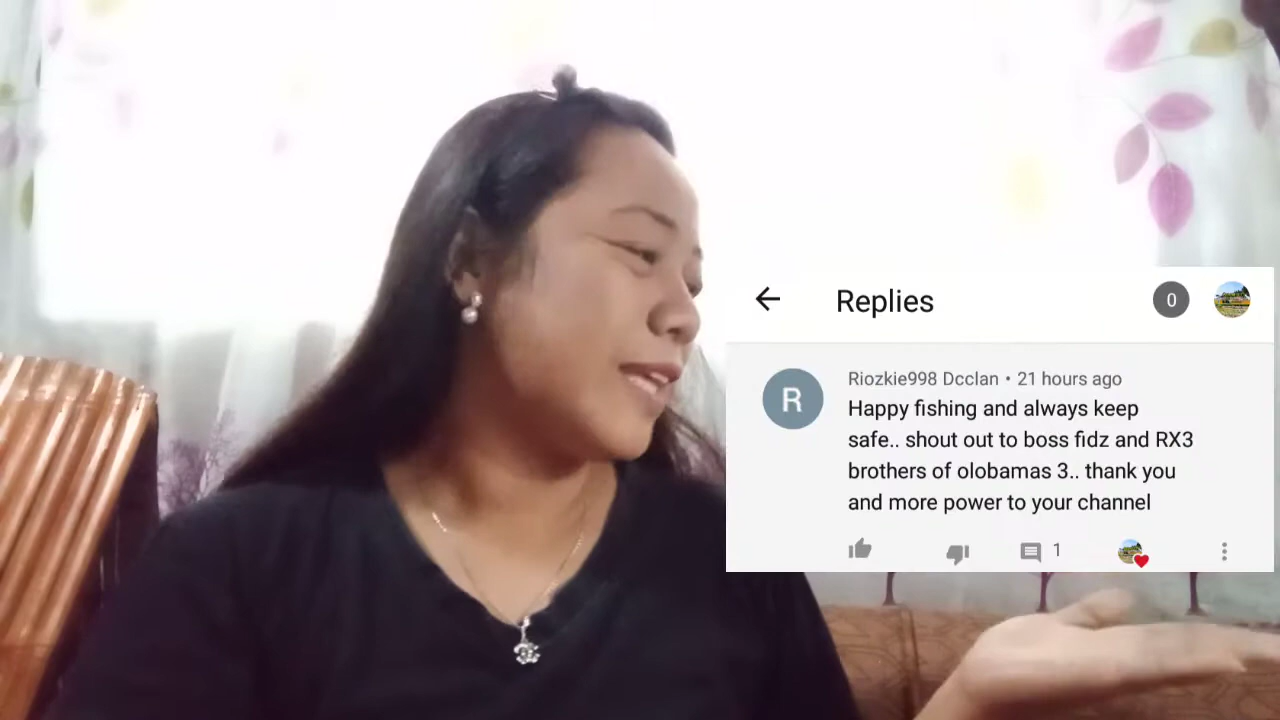 Replies
0
R
Riozkie998 Dcclan • 21 hours ago
Happy fishing and always keep
safe.. shout out to boss fidz and RX3
brothers of olobamas 3.. thank you
and more power to your channel
1